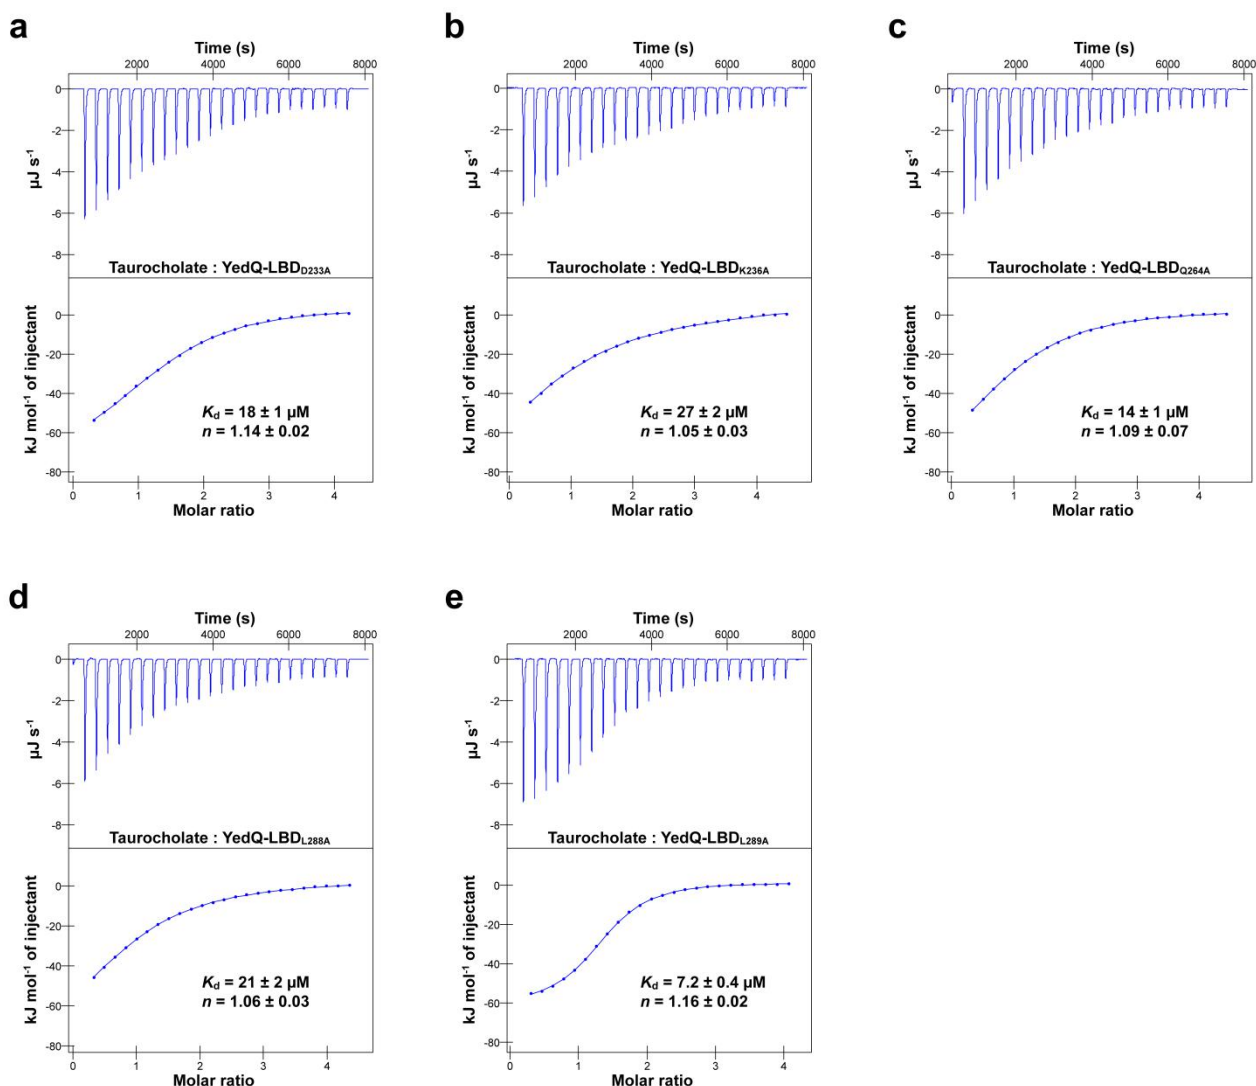 a
Time (s)
2000 4000 6000 8000
0
-2
-4
-6
-8
µJ s⁻¹
Taurocholate : YedQ-LBD_D233A
0
-20
-40
-60
-80
kJ mol⁻¹ of injectant
K_d = 18 ± 1 µM
n = 1.14 ± 0.02
0 1 2 3 4
Molar ratio
b
Time (s)
2000 4000 6000 8000
0
-2
-4
-6
-8
µJ s⁻¹
Taurocholate : YedQ-LBD_K236A
0
-20
-40
-60
-80
kJ mol⁻¹ of injectant
K_d = 27 ± 2 µM
n = 1.05 ± 0.03
0 1 2 3 4
Molar ratio
c
Time (s)
2000 4000 6000 8000
0
-2
-4
-6
-8
µJ s⁻¹
Taurocholate : YedQ-LBD_Q264A
0
-20
-40
-60
-80
kJ mol⁻¹ of injectant
K_d = 14 ± 1 µM
n = 1.09 ± 0.07
0 1 2 3 4
Molar ratio
d
Time (s)
2000 4000 6000 8000
0
-2
-4
-6
-8
µJ s⁻¹
Taurocholate : YedQ-LBD_L288A
0
-20
-40
-60
-80
kJ mol⁻¹ of injectant
K_d = 21 ± 2 µM
n = 1.06 ± 0.03
0 1 2 3 4
Molar ratio
e
Time (s)
2000 4000 6000 8000
0
-2
-4
-6
-8
µJ s⁻¹
Taurocholate : YedQ-LBD_L289A
0
-20
-40
-60
-80
kJ mol⁻¹ of injectant
K_d = 7.2 ± 0.4 µM
n = 1.16 ± 0.02
0 1 2 3 4
Molar ratio